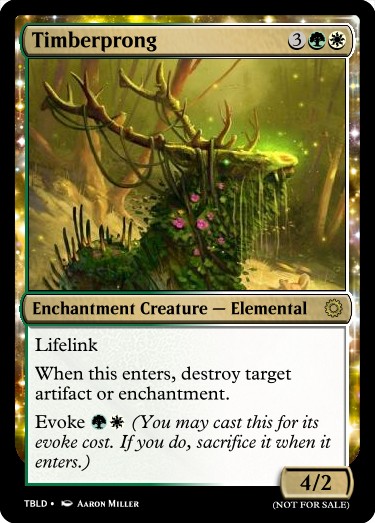 Timberprong 3
Enchantment Creature — Elemental
Lifelink
When this enters, destroy target
artifact or enchantment.
Evoke (You may cast this for its
evoke cost. If you do, sacrifice it when it
enters.)
4/2
TBLD • Aaron Miller
(NOT FOR SALE)